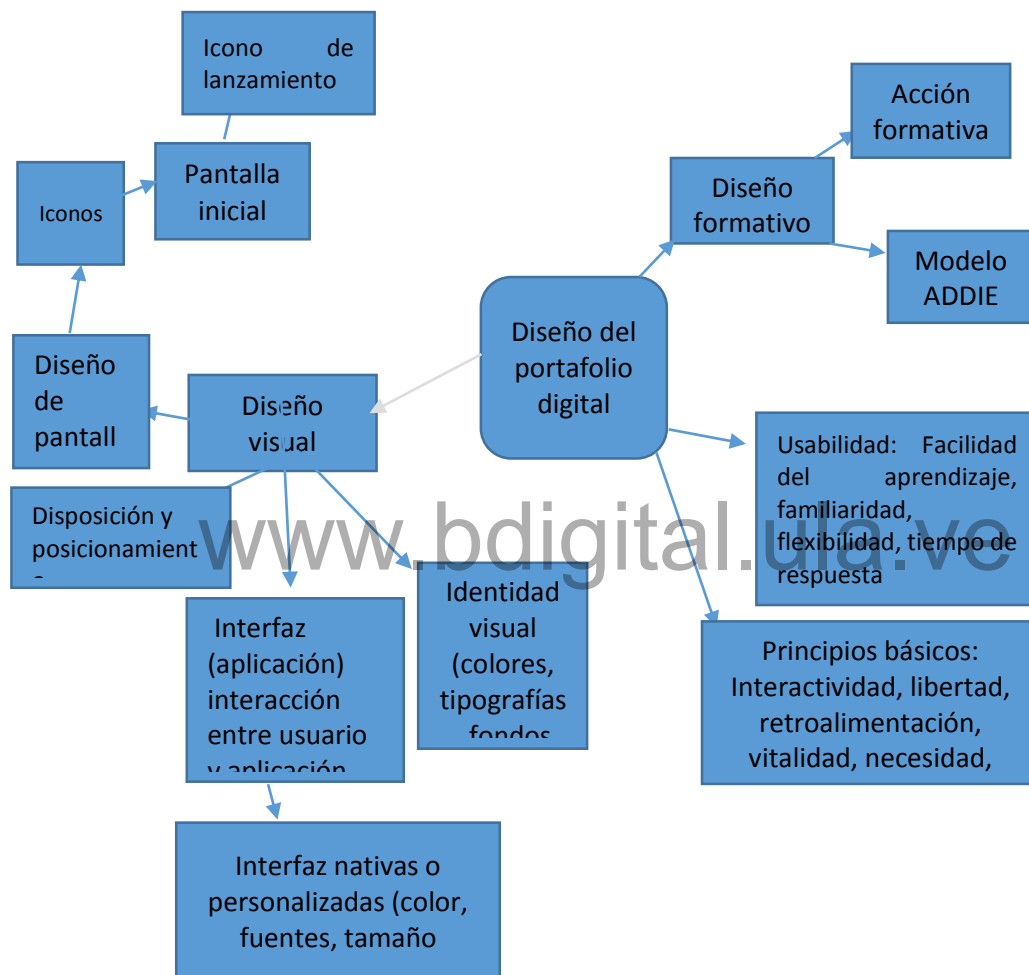 Icono de
lanzamiento
Acción
formativa
Pantalla
inicial
Iconos
Diseño
formativo
Modelo
ADDIE
Diseño del
portafolio
digital
Diseño
de
pantall
Diseño
visual
Usabilidad: Facilidad
del aprendizaje,
familiaridad,
flexibilidad, tiempo de
respuesta
Disposición y
posicionamient
www.bdigital.ula.ve
Identidad
visual
(colores,
tipografías
fondos
Interfaz
(aplicación)
interacción
entre usuario
y aplicación
Principios básicos:
Interactividad, libertad,
retroalimentación,
vitalidad, necesidad,
Interfaz nativas o
personalizadas (color,
fuentes, tamaño